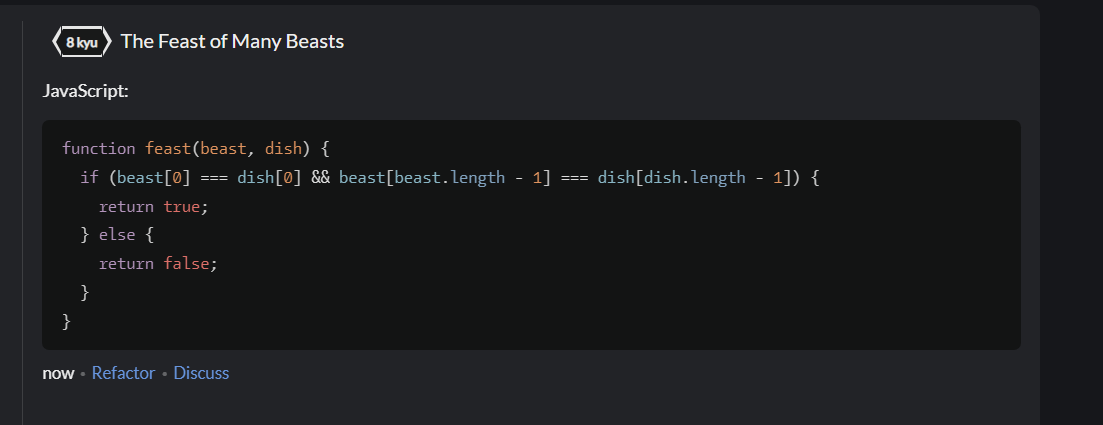 8 kyu The Feast of Many Beasts
JavaScript:
function feast(beast, dish) {
  if (beast[0] === dish[0] && beast[beast.length - 1] === dish[dish.length - 1]) {
    return true;
  } else {
    return false;
  }
}
now • Refactor • Discuss